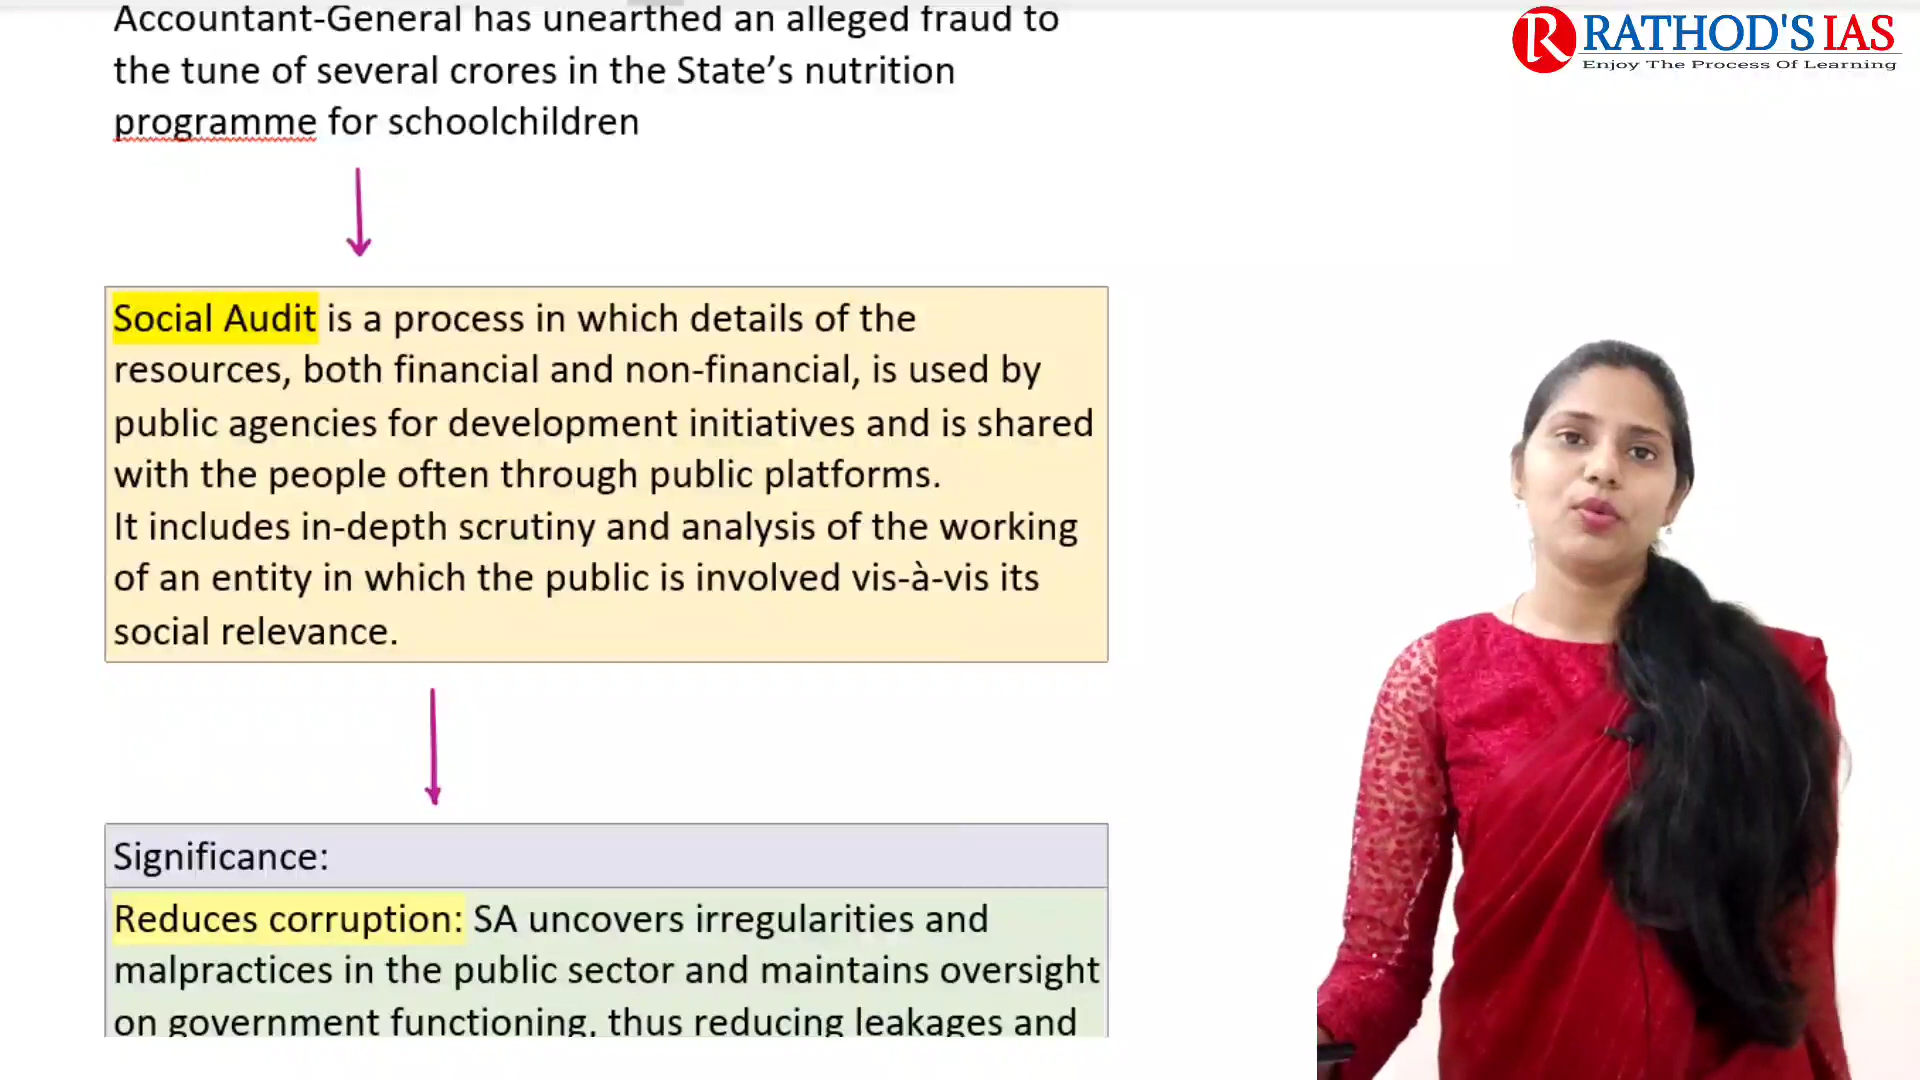 Accountant-General has unearthed an alleged fraud to
the tune of several crores in the State’s nutrition
programme for schoolchildren
RATHOD'S IAS
Enjoy The Process Of Learning
Social Audit is a process in which details of the
resources, both financial and non-financial, is used by
public agencies for development initiatives and is shared
with the people often through public platforms.
It includes in-depth scrutiny and analysis of the working
of an entity in which the public is involved vis-à-vis its
social relevance.
Significance:
Reduces corruption: SA uncovers irregularities and
malpractices in the public sector and maintains oversight
on government functioning, thus reducing leakages and